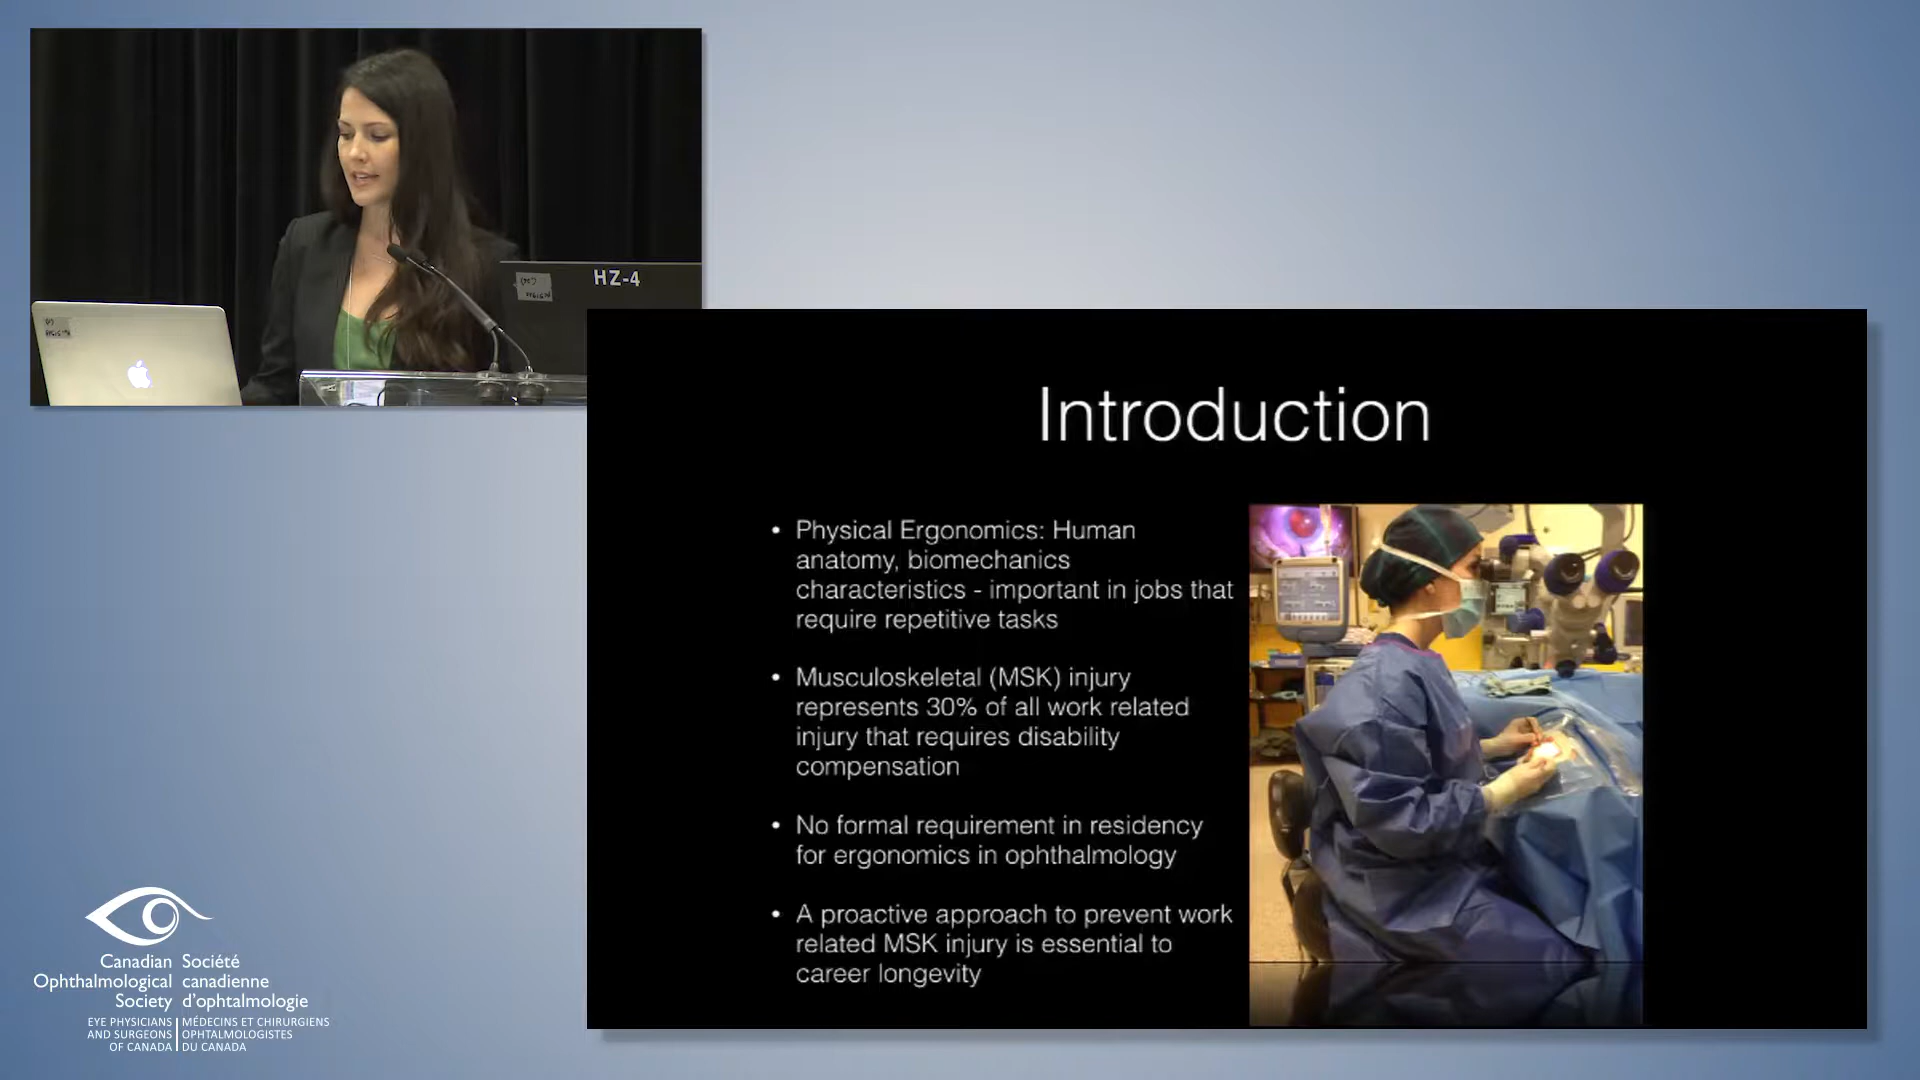 HZ-4
Introduction
• Physical Ergonomics: Human
anatomy, biomechanics
characteristics - important in jobs that
require repetitive tasks
• Musculoskeletal (MSK) injury
represents 30% of all work related
injury that requires disability
compensation
• No formal requirement in residency
for ergonomics in ophthalmology
• A proactive approach to prevent work
related MSK injury is essential to
career longevity
Canadian
Ophthalmological
Society
Société
canadienne
d'ophtalmologie
EYE PHYSICIANS
AND SURGEONS
OF CANADA
MÉDECINS ET CHIRURGIENS
OPHTALMOLOGISTES
DU CANADA